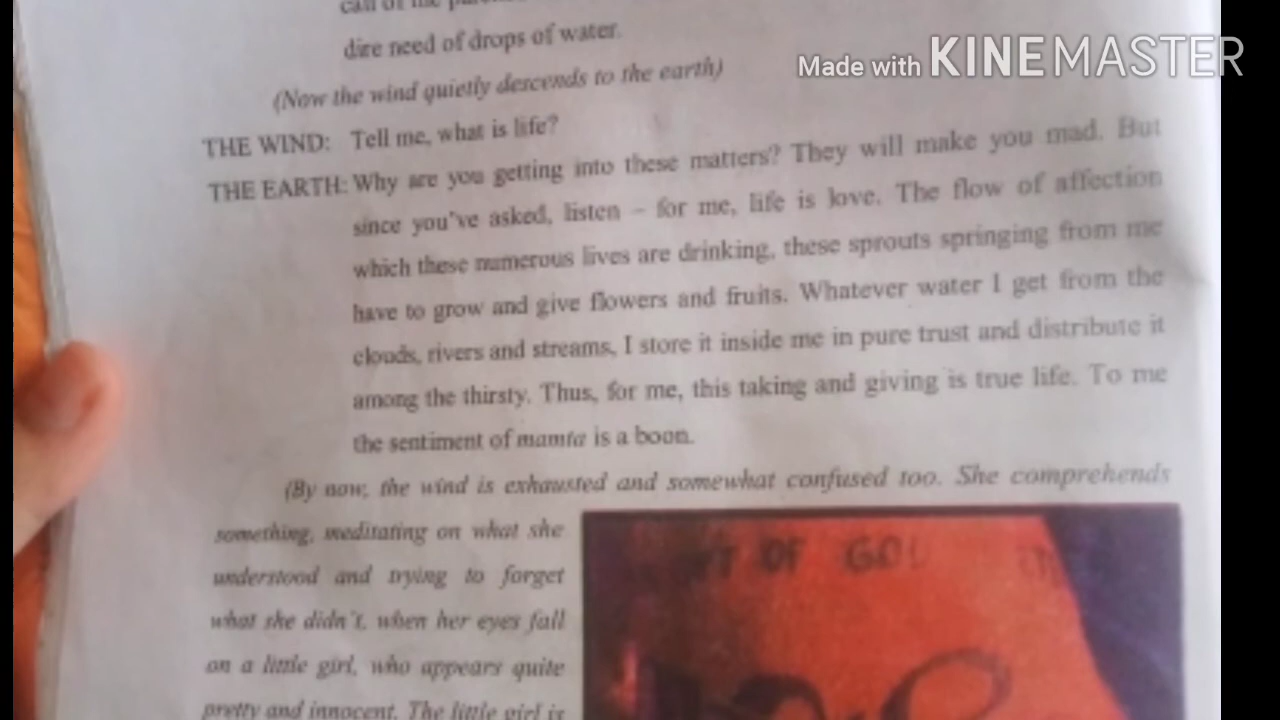 call of the
dire need of drops of water.
Made with KINEMASTER
(Now the wind quietly descends to the earth)
THE WIND: Tell me, what is life?
THE EARTH: Why are you getting into these matters? They will make you mad. But
since you've asked, listen – for me, life is love. The flow of affection
which these numerous lives are drinking, these sprouts springing from me
have to grow and give flowers and fruits. Whatever water I get from the
clouds, rivers and streams, I store it inside me in pure trust and distribute it
among the thirsty. Thus, for me, this taking and giving is true life. To me
the sentiment of mamta is a boon.
(By now, the wind is exhausted and somewhat confused too. She comprehends
something, meditating on what she
understood and trying to forget
what she didn't, when her eyes fall
on a little girl, who appears quite
pretty and innocent. The little girl is
OF